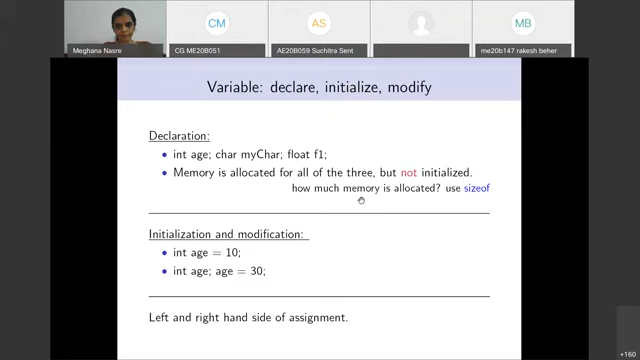 CM
AS
MB
Meghana Nasre
CG ME20B051
AE20B059 Suchitra Sent
me20b147 rakesh beher
Variable: declare, initialize, modify
Declaration:
• int age; char myChar; float f1;
• Memory is allocated for all of the three, but not initialized.
how much memory is allocated? use sizeof
Initialization and modification:
• int age = 10;
• int age; age = 30;
Left and right hand side of assignment.
+160